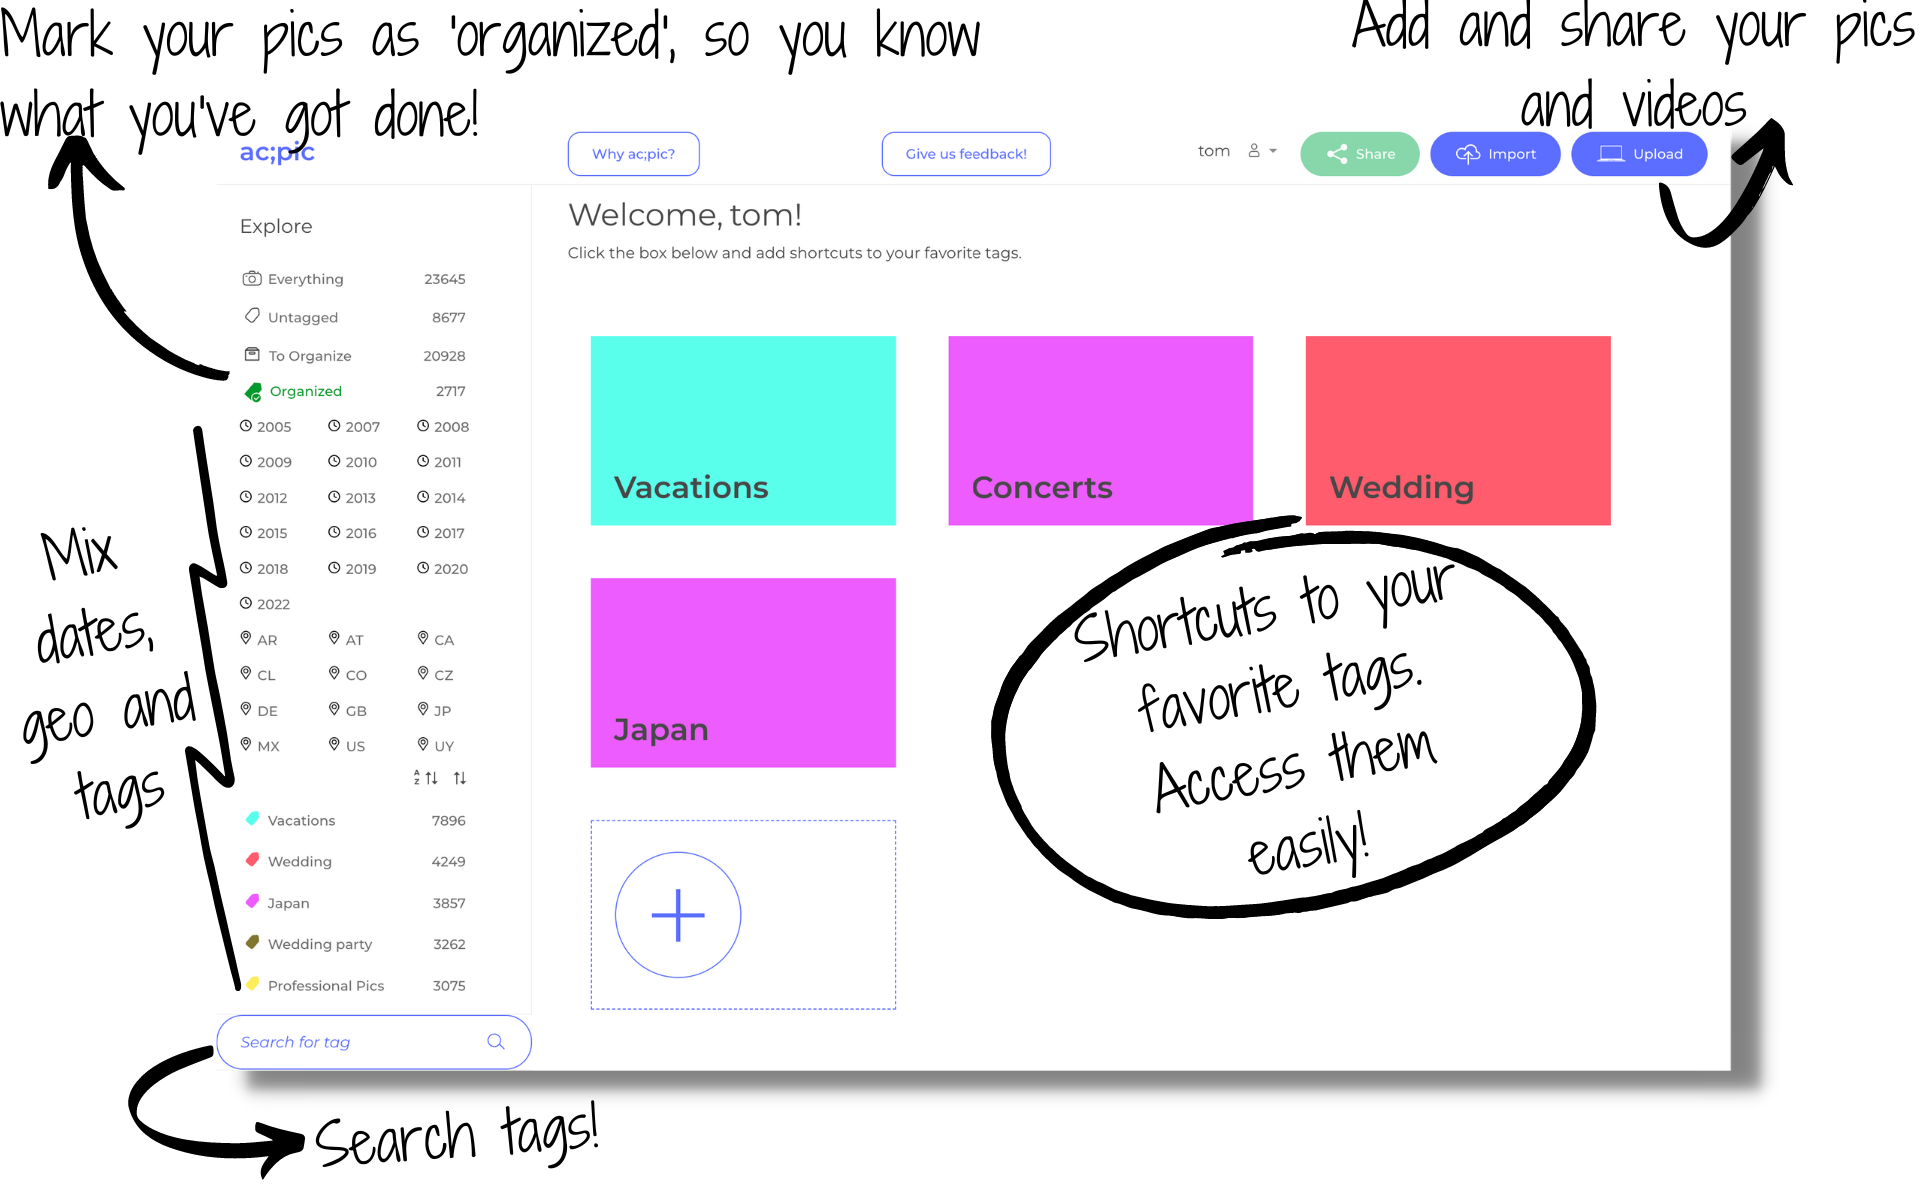 Mark your pics as 'organized', so you know
what you've got done!
Add and share your pics
and videos
ac;pic
Why ac;pic?
Give us feedback!
tom
Share
Import
Upload
Explore
Everything 23645
Untagged 8677
To Organize 20928
Organized 2717
2005 2007 2008
2009 2010 2011
2012 2013 2014
2015 2016 2017
2018 2019 2020
2022
AR AT CA
CL CO CZ
DE GB JP
MX US UY
A
Z
Vacations 7896
Wedding 4249
Japan 3857
Wedding party 3262
Professional Pics 3075
Search for tag
Mix
dates,
geo and
tags
Welcome, tom!
Click the box below and add shortcuts to your favorite tags.
Vacations
Concerts
Wedding
Japan
Shortcuts to your
favorite tags.
Access them
easily!
Search tags!